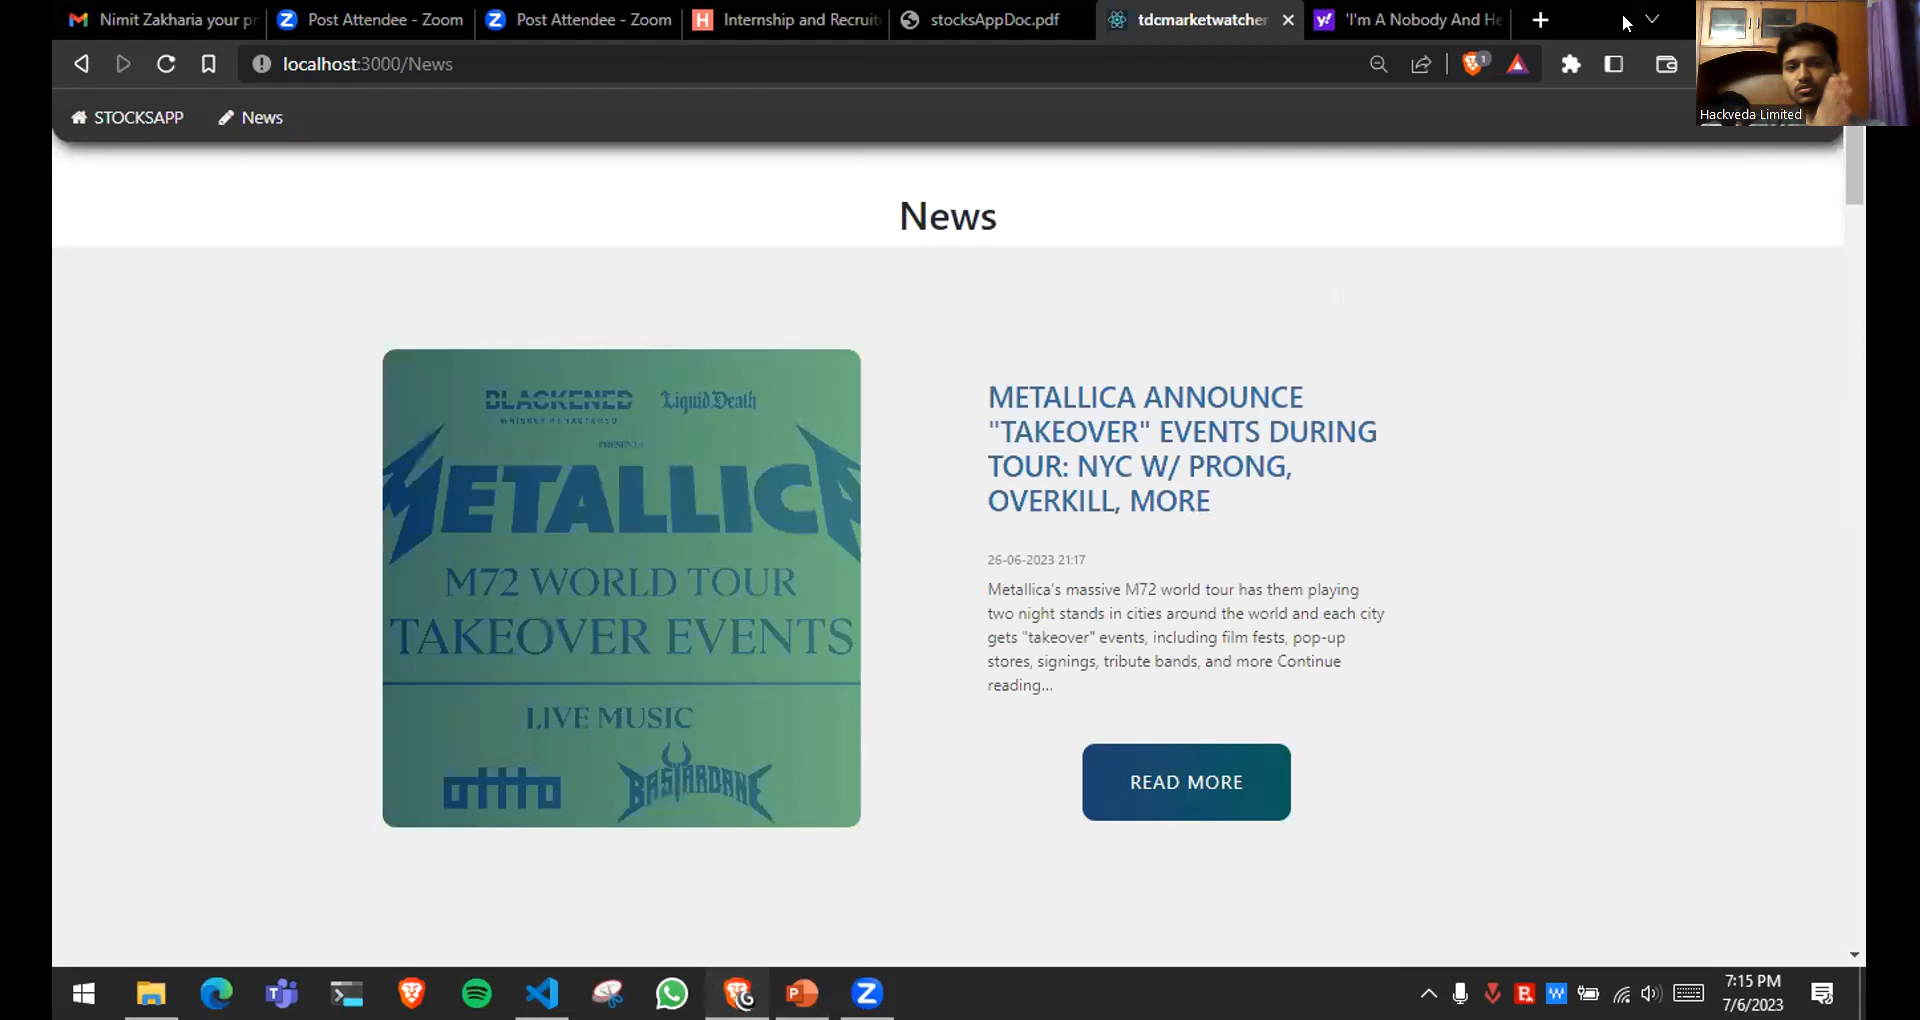 Nimit Zakharia your pr
Post Attendee - Zoom
Post Attendee - Zoom
Internship and Recruit
stocksAppDoc.pdf
tdcmarketwatcher
'I'm A Nobody And He
localhost:3000/News
1
Hackveda Limited
STOCKSAPP
News
News
BLACKENED
Liquid Death
PRESENTS
METALLICA
M72 WORLD TOUR
TAKEOVER EVENTS
LIVE MUSIC
OTTTO
BASTARDANE
METALLICA ANNOUNCE
"TAKEOVER" EVENTS DURING
TOUR: NYC W/ PRONG,
OVERKILL, MORE
26-06-2023 21:17
Metallica's massive M72 world tour has them playing
two night stands in cities around the world and each city
gets "takeover" events, including film fests, pop-up
stores, signings, tribute bands, and more Continue
reading...
READ MORE
7:15 PM
7/6/2023